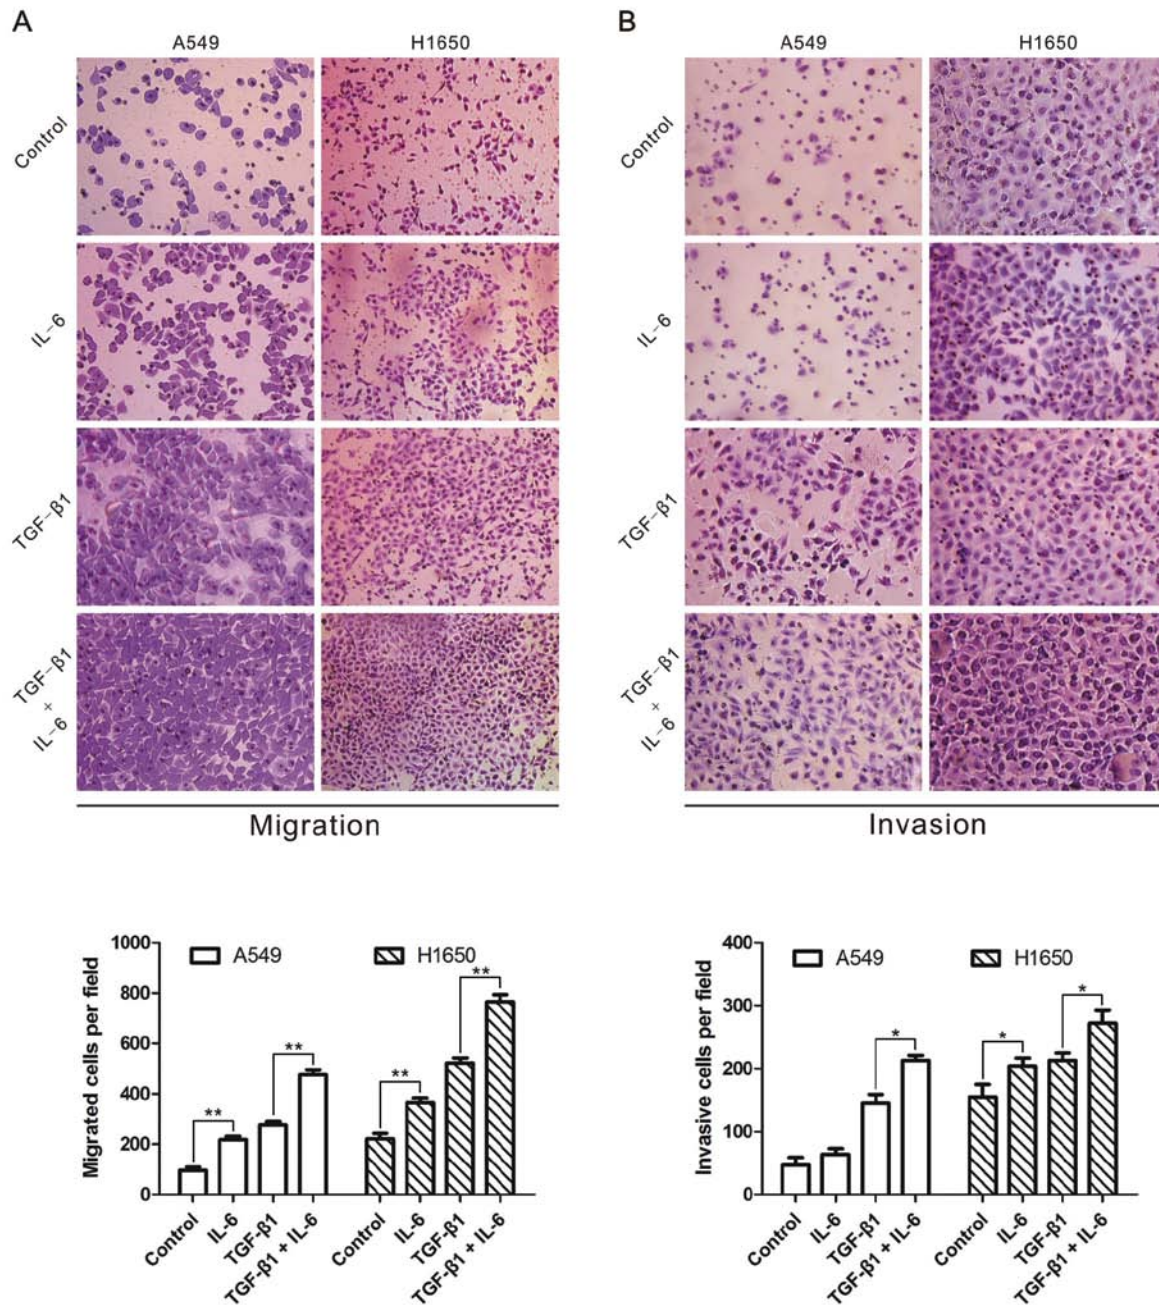 A
B
A549
H1650
A549
H1650
Control
Control
IL-6
IL-6
TGF-β1
TGF-β1
TGF-β1
+
IL-6
TGF-β1
+
IL-6
Migration
Invasion
Migrated cells per field
1000
800
600
400
200
0
A549
H1650
**
**
**
**
Control
IL-6
TGF-β1
TGF-β1 + IL-6
Control
IL-6
TGF-β1
TGF-β1 + IL-6
Invasive cells per field
400
300
200
100
0
A549
H1650
*
*
*
Control
IL-6
TGF-β1
TGF-β1 + IL-6
Control
IL-6
TGF-β1
TGF-β1 + IL-6